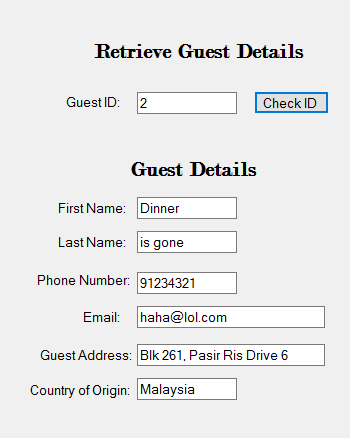 Retrieve Guest Details
Guest ID: 2 Check ID
Guest Details
First Name: Dinner
Last Name: is gone
Phone Number: 91234321
Email: haha@lol.com
Guest Address: Blk 261, Pasir Ris Drive 6
Country of Origin: Malaysia